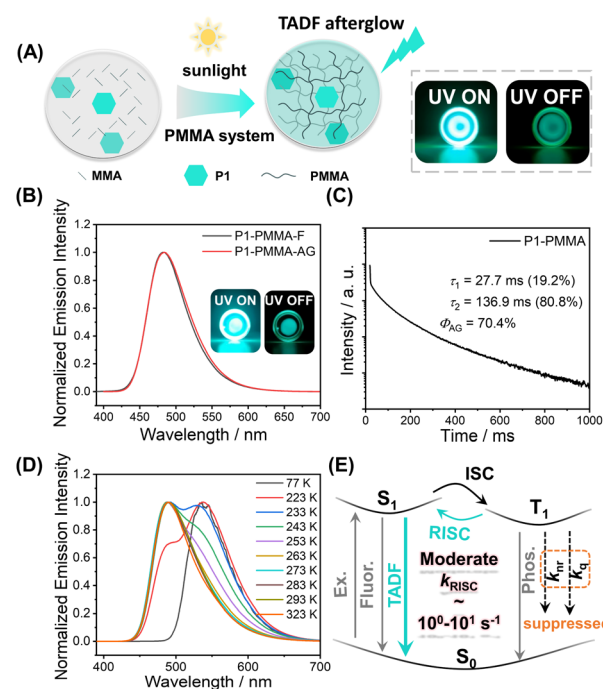 (A)
TADF afterglow
sunlight
PMMA system
UV ON
UV OFF
MMA
P1
PMMA
(B)
Normalized Emission Intensity
1.2
1.0
0.8
0.6
0.4
0.2
0.0
P1-PMMA-F
P1-PMMA-AG
UV ON
UV OFF
400 450 500 550 600 650 700
Wavelength / nm
(C)
Intensity / a. u.
P1-PMMA
τ1 = 27.7 ms (19.2%)
τ2 = 136.9 ms (80.8%)
ΦAG = 70.4%
0 200 400 600 800 1000
Time / ms
(D)
Normalized Emission Intensity
1.0
0.8
0.6
0.4
0.2
0.0
77 K
223 K
233 K
243 K
253 K
263 K
273 K
283 K
293 K
323 K
400 450 500 550 600 650 700
Wavelength / nm
(E)
ISC
S1
T1
RISC
Ex.
Fluor.
TADF
Moderate
kRISC
~
10⁰-10¹ s⁻¹
Phos.
knr
kq
suppressed
S0